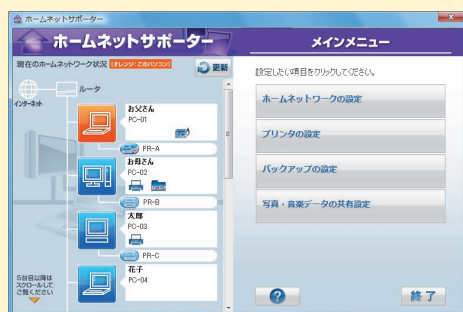 ホームネットサポーター
ホームネットサポーター
現在のホームネットワーク状況 [オレンジ:このパソコン]
更新
インターネット
ルータ
お父さん
PC-01
PR-A
お母さん
PC-02
PR-B
太郎
PC-03
PR-C
花子
PC-04
5台目以降は
スクロールして
ご覧ください
メインメニュー
設定したい項目をクリックしてください。
ホームネットワークの設定
プリンタの設定
バックアップの設定
写真・音楽データの共有設定
?
終了